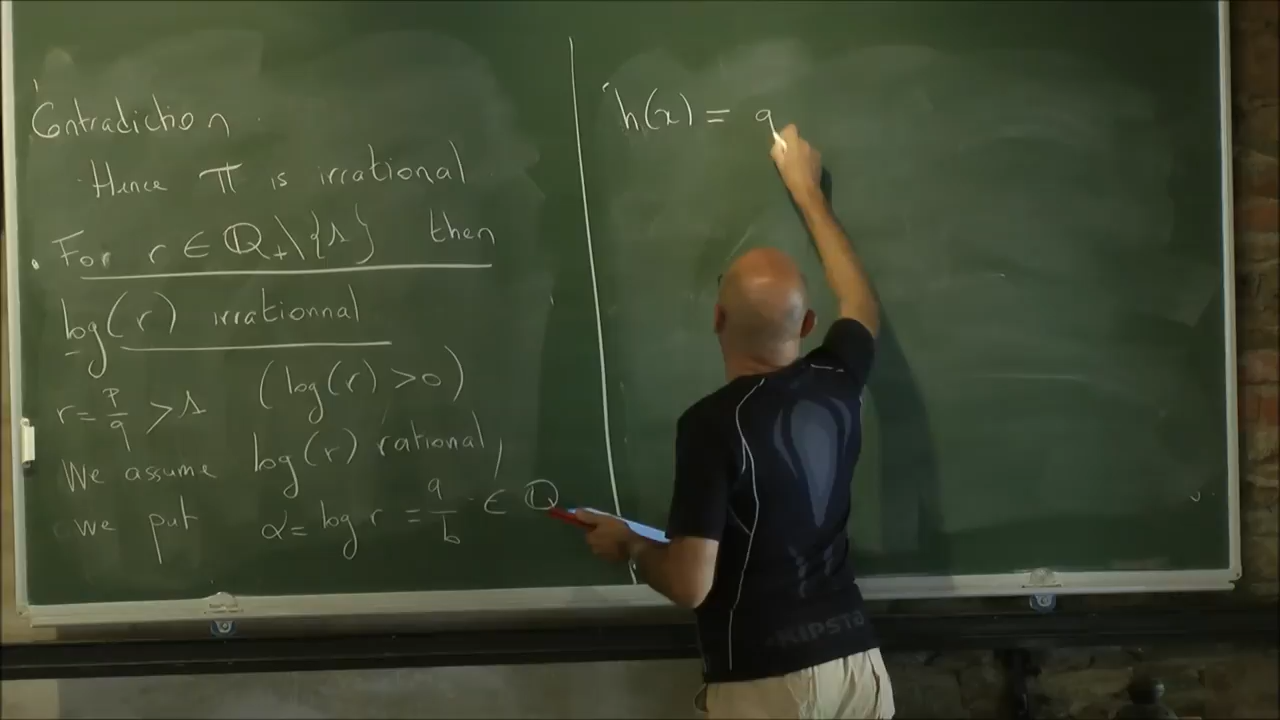 Contradiction.
Hence π is irrational
. For r ∈ ℚ₊\{1} then
log(r) irrationnal
r = p/q > 1 (log(r) > 0)
We assume log(r) rational,
we put α = log r = a/b ∈ ℚ
h(x) = q
RIPSTO